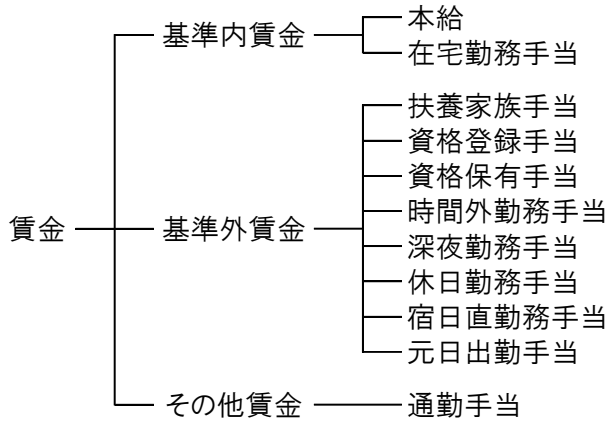 賃金
基準内賃金
本給
在宅勤務手当
基準外賃金
扶養家族手当
資格登録手当
資格保有手当
時間外勤務手当
深夜勤務手当
休日勤務手当
宿日直勤務手当
元日出勤手当
その他賃金
通勤手当